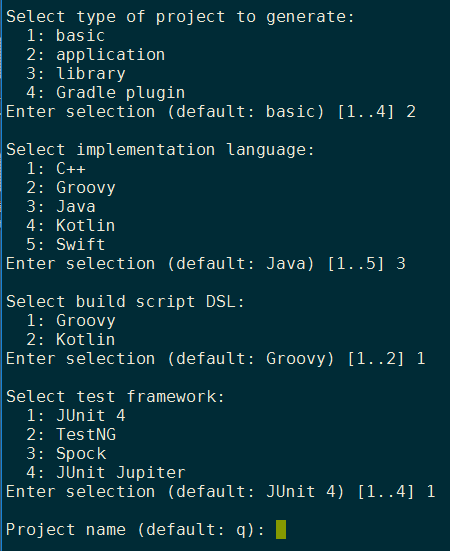 Select type of project to generate:
  1: basic
  2: application
  3: library
  4: Gradle plugin
Enter selection (default: basic) [1..4] 2

Select implementation language:
  1: C++
  2: Groovy
  3: Java
  4: Kotlin
  5: Swift
Enter selection (default: Java) [1..5] 3

Select build script DSL:
  1: Groovy
  2: Kotlin
Enter selection (default: Groovy) [1..2] 1

Select test framework:
  1: JUnit 4
  2: TestNG
  3: Spock
  4: JUnit Jupiter
Enter selection (default: JUnit 4) [1..4] 1

Project name (default: q):